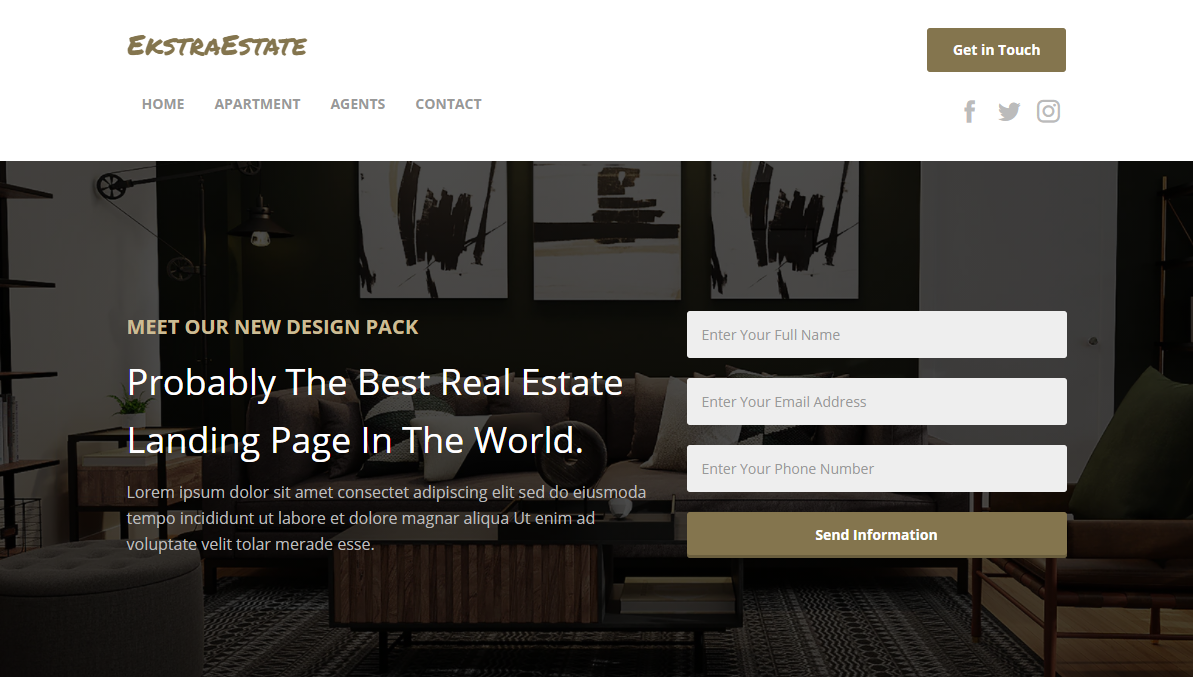 EkstraEstate
Get in Touch
HOME APARTMENT AGENTS CONTACT
MEET OUR NEW DESIGN PACK
Probably The Best Real Estate
Landing Page In The World.
Lorem ipsum dolor sit amet consectet adipiscing elit sed do eiusmoda
tempo incididunt ut labore et dolore magnar aliqua Ut enim ad
voluptate velit tolar merade esse.
Enter Your Full Name
Enter Your Email Address
Enter Your Phone Number
Send Information